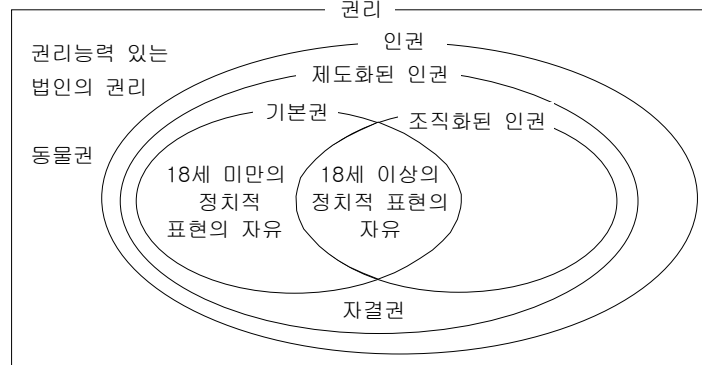 권리
인권
권리능력 있는
법인의 권리
제도화된 인권
기본권
조직화된 인권
동물권
18세 미만의
정치적
표현의 자유
18세 이상의
정치적 표현의
자유
자결권